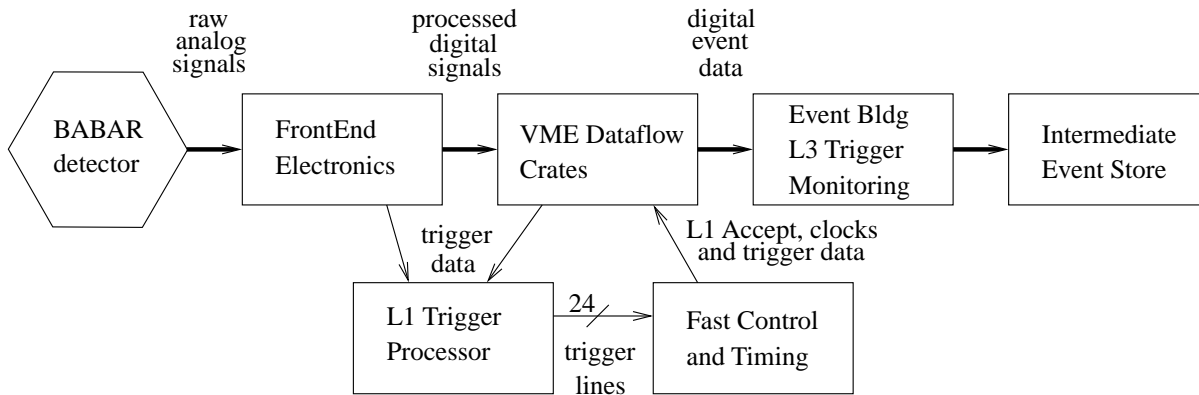 raw
analog
signals
processed
digital
signals
digital
event
data
BABAR
detector
FrontEnd
Electronics
VME Dataflow
Crates
Event Bldg
L3 Trigger
Monitoring
Intermediate
Event Store
trigger
data
L1 Accept, clocks
and trigger data
L1 Trigger
Processor
24
trigger
lines
Fast Control
and Timing